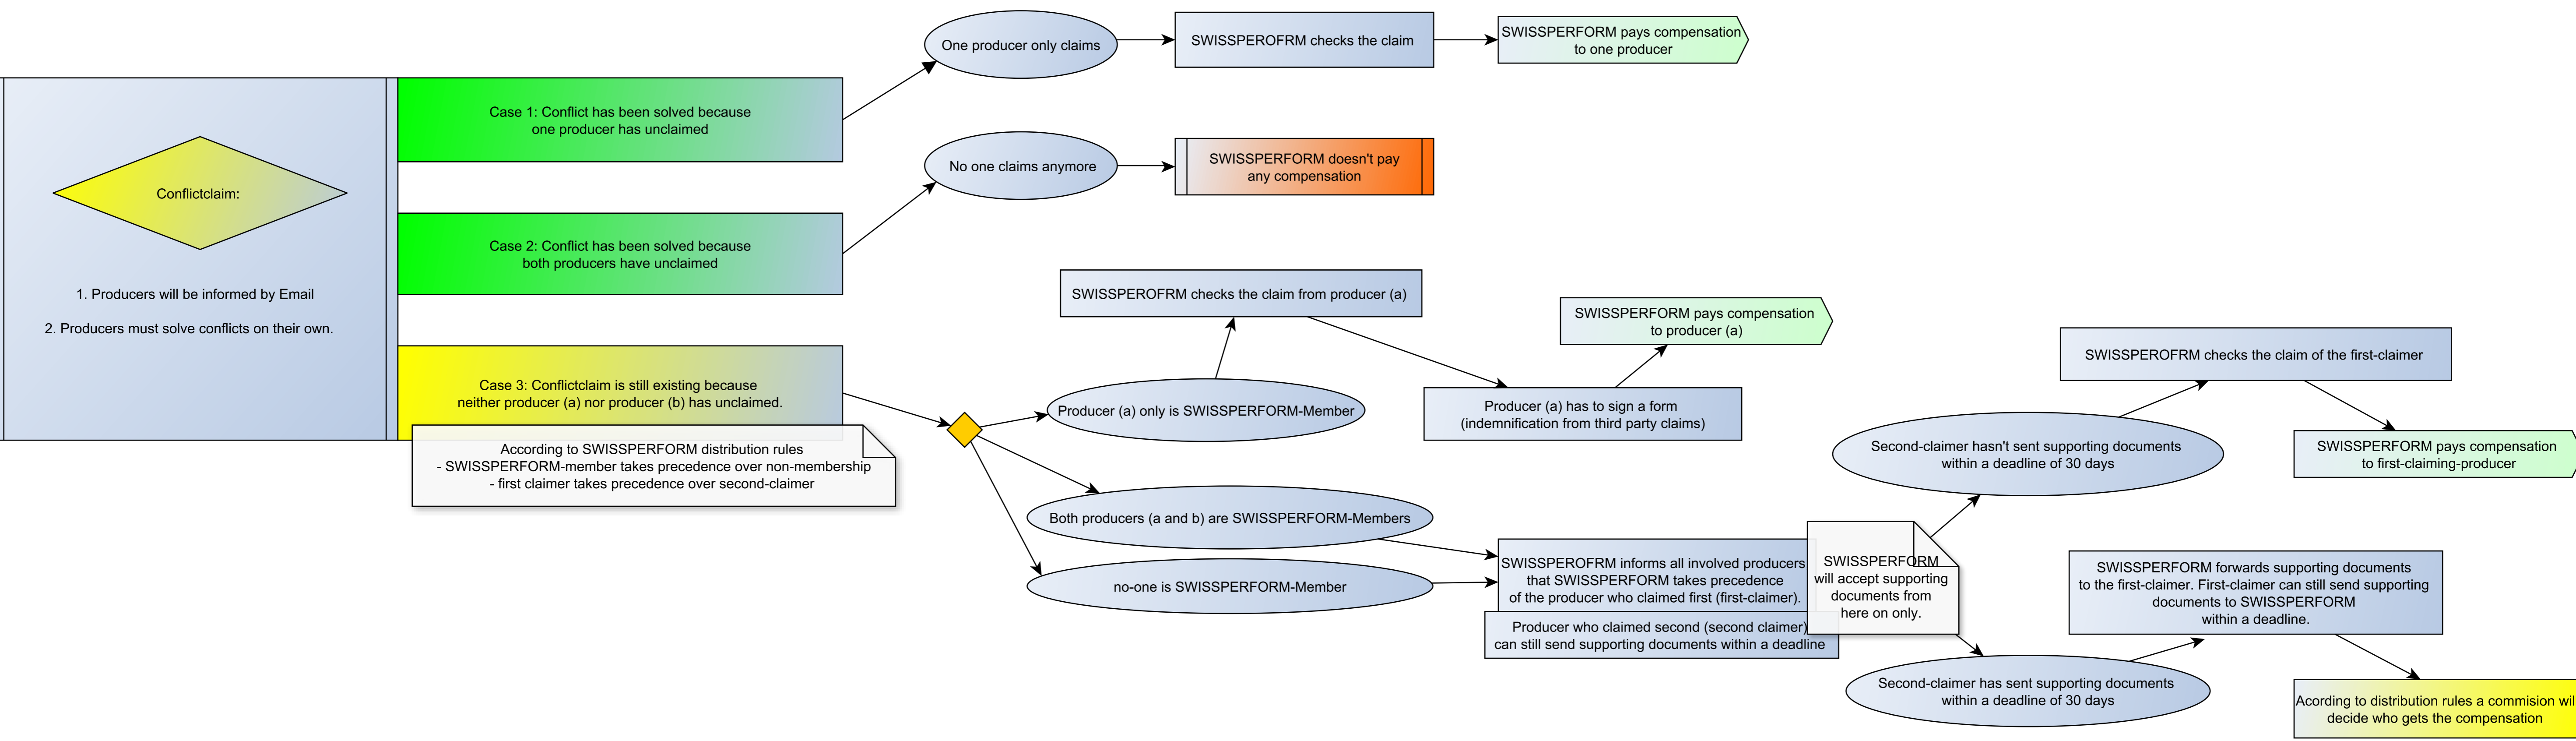 One producer only claims
SWISSPEROFRM checks the claim
SWISSPERFORM pays compensation
to one producer
Case 1: Conflict has been solved because
one producer has unclaimed
No one claims anymore
SWISSPERFORM doesn't pay
any compensation
Conflictclaim:
1. Producers will be informed by Email
2. Producers must solve conflicts on their own.
Case 2: Conflict has been solved because
both producers have unclaimed
Case 3: Conflictclaim is still existing because
neither producer (a) nor producer (b) has unclaimed.
According to SWISSPERFORM distribution rules
- SWISSPERFORM-member takes precedence over non-membership
- first claimer takes precedence over second-claimer
SWISSPEROFRM checks the claim from producer (a)
SWISSPERFORM pays compensation
to producer (a)
Producer (a) only is SWISSPERFORM-Member
Producer (a) has to sign a form
(indemnification from third party claims)
Both producers (a and b) are SWISSPERFORM-Members
no-one is SWISSPERFORM-Member
SWISSPEROFRM informs all involved producers
that SWISSPERFORM takes precedence
of the producer who claimed first (first-claimer).
Producer who claimed second (second claimer)
can still send supporting documents within a deadline
SWISSPERFORM
will accept supporting
documents from
here on only.
Second-claimer hasn't sent supporting documents
within a deadline of 30 days
SWISSPEROFRM checks the claim of the first-claimer
SWISSPERFORM pays compensation
to first-claiming-producer
SWISSPERFORM forwards supporting documents
to the first-claimer. First-claimer can still send supporting
documents to SWISSPERFORM
within a deadline.
Second-claimer has sent supporting documents
within a deadline of 30 days
Acording to distribution rules a commision wil
decide who gets the compensation